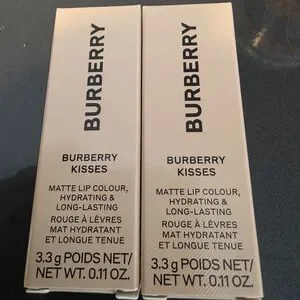 BURBERRY
BURBERRY
KISSES
MATTE LIP COLOUR,
HYDRATING &
LONG-LASTING
ROUGE À LÈVRES
MAT HYDRATANT
ET LONGUE TENUE
3.3 g POIDS NET/
NET WT. 0.11 OZ.
BURBERRY
BURBERRY
KISSES
MATTE LIP COLOUR,
HYDRATING &
LONG-LASTING
ROUGE À LÈVRES
MAT HYDRATANT
ET LONGUE TENUE
3.3 g POIDS NET/
NET WT. 0.11 OZ.